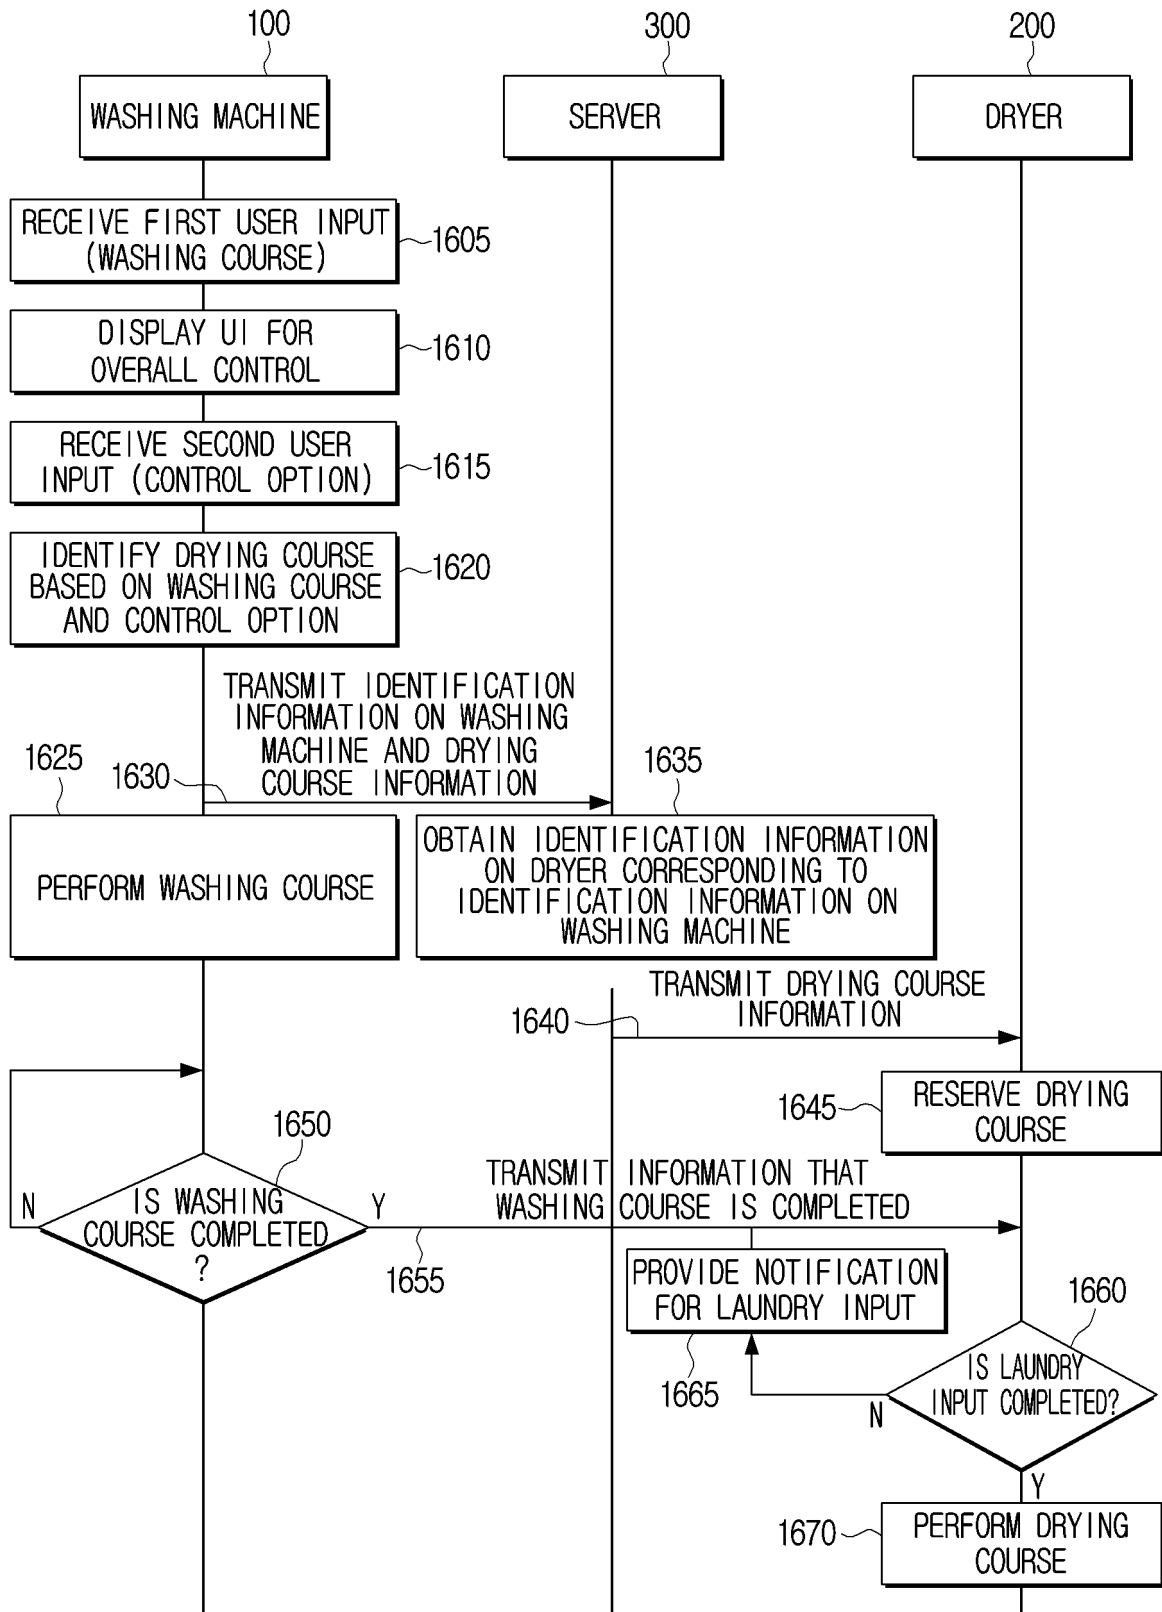 100
300
200
WASHING MACHINE
SERVER
DRYER
RECEIVE FIRST USER INPUT
(WASHING COURSE)
1605
DISPLAY UI FOR
OVERALL CONTROL
1610
RECEIVE SECOND USER
INPUT (CONTROL OPTION)
1615
IDENTIFY DRYING COURSE
BASED ON WASHING COURSE
AND CONTROL OPTION
1620
TRANSMIT IDENTIFICATION
INFORMATION ON WASHING
MACHINE AND DRYING
COURSE INFORMATION
1625
1630
1635
PERFORM WASHING COURSE
OBTAIN IDENTIFICATION INFORMATION
ON DRYER CORRESPONDING TO
IDENTIFICATION INFORMATION ON
WASHING MACHINE
TRANSMIT DRYING COURSE
INFORMATION
1640
1645
RESERVE DRYING
COURSE
1650
IS WASHING
COURSE COMPLETED
?
N
Y
TRANSMIT INFORMATION THAT
WASHING COURSE IS COMPLETED
1655
PROVIDE NOTIFICATION
FOR LAUNDRY INPUT
1665
1660
IS LAUNDRY
INPUT COMPLETED?
N
Y
1670
PERFORM DRYING
COURSE